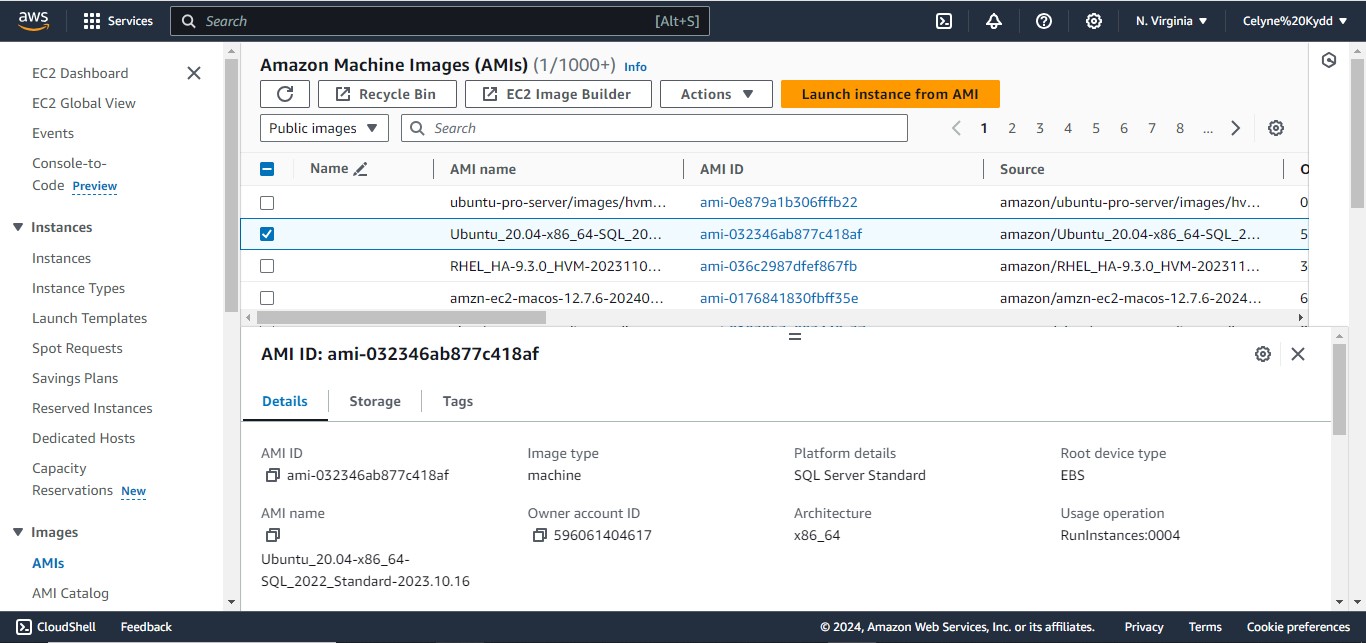 aws Services Search [Alt+S] N. Virginia Celyne%20Kydd
EC2 Dashboard
EC2 Global View
Events
Console-to-
Code Preview
Instances
Instances
Instance Types
Launch Templates
Spot Requests
Savings Plans
Reserved Instances
Dedicated Hosts
Capacity
Reservations New
Images
AMIs
AMI Catalog
Amazon Machine Images (AMIs) (1/1000+) Info
Recycle Bin EC2 Image Builder Actions Launch instance from AMI
Public images Search 1 2 3 4 5 6 7 8 ...
Name AMI name AMI ID Source
ubuntu-pro-server/images/hvm... ami-0e879a1b306fffb22 amazon/ubuntu-pro-server/images/hv... 0
Ubuntu_20.04-x86_64-SQL_20... ami-032346ab877c418af amazon/Ubuntu_20.04-x86_64-SQL_2... 5
RHEL_HA-9.3.0_HVM-2023110... ami-036c2987dfef867fb amazon/RHEL_HA-9.3.0_HVM-202311... 3
amzn-ec2-macos-12.7.6-20240... ami-0176841830fbff35e amazon/amzn-ec2-macos-12.7.6-2024... 6
AMI ID: ami-032346ab877c418af
Details Storage Tags
AMI ID Image type Platform details Root device type
ami-032346ab877c418af machine SQL Server Standard EBS
AMI name Owner account ID Architecture Usage operation
596061404617 x86_64 RunInstances:0004
Ubuntu_20.04-x86_64-
SQL_2022_Standard-2023.10.16
CloudShell Feedback © 2024, Amazon Web Services, Inc. or its affiliates. Privacy Terms Cookie preferences